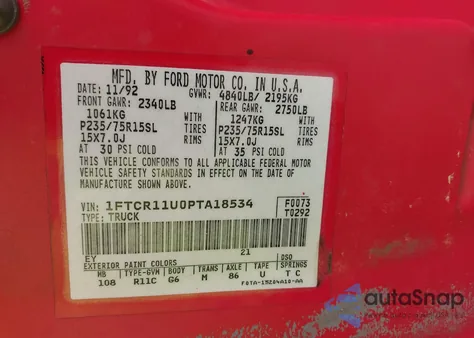 MFD. BY FORD MOTOR CO. IN U.S.A.
DATE: 11/92 GVWR: 4840LB/ 2195KG
FRONT GAWR: 2340LB REAR GAWR: 2750LB
1061KG WITH 1247KG WITH
P235/75R15SL TIRES P235/75R15SL TIRES
15X7.0J RIMS 15X7.0J RIMS
AT 30 PSI COLD AT 35 PSI COLD
THIS VEHICLE CONFORMS TO ALL APPLICABLE FEDERAL MOTOR
VEHICLE SAFETY STANDARDS IN EFFECT ON THE DATE OF
MANUFACTURE SHOWN ABOVE.
VIN: 1FTCR11U0PTA18534 F0073
TYPE: TRUCK T0292
EY 21
EXTERIOR PAINT COLORS DSO
WB TYPE-GVW BODY TRANS AXLE TAPE SPRINGS
108 R11C G6 M 86 U T C
autoSnap